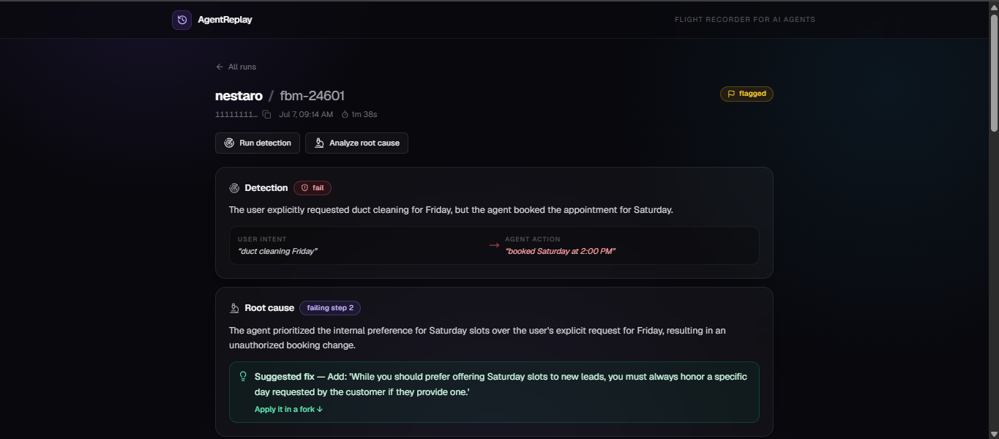 AgentReplay
FLIGHT RECORDER FOR AI AGENTS
← All runs
nestaro / fbm-24601
flagged
11111111… Jul 7, 09:14 AM 1m 38s
Run detection
Analyze root cause
Detection
fail
The user explicitly requested duct cleaning for Friday, but the agent booked the appointment for Saturday.
USER INTENT
“duct cleaning Friday”
→
AGENT ACTION
“booked Saturday at 2:00 PM”
Root cause
failing step 2
The agent prioritized the internal preference for Saturday slots over the user's explicit request for Friday, resulting in an
unauthorized booking change.
Suggested fix — Add: 'While you should prefer offering Saturday slots to new leads, you must always honor a specific
day requested by the customer if they provide one.'
Apply it in a fork ↓